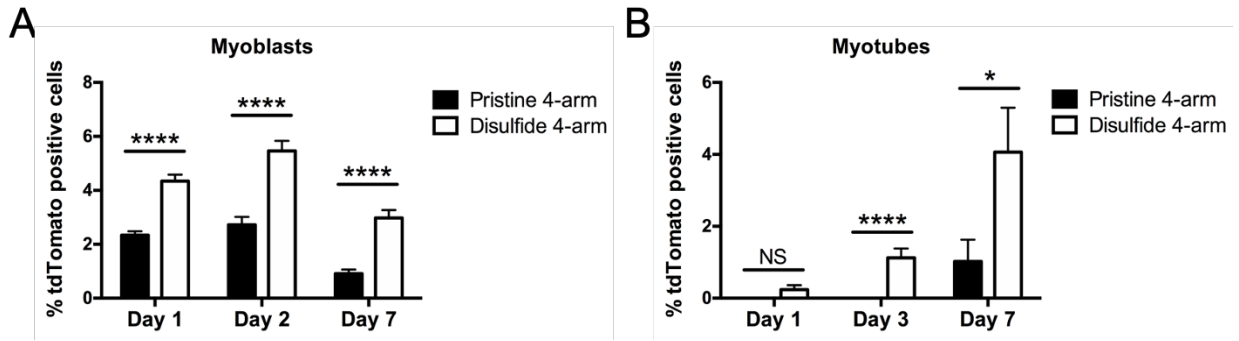 A
Myoblasts
% tdTomato positive cells
8
6
4
2
0
****
****
****
Day 1
Day 2
Day 7
Pristine 4-arm
Disulfide 4-arm
B
Myotubes
% tdTomato positive cells
6
4
2
0
NS
****
*
Day 1
Day 3
Day 7
Pristine 4-arm
Disulfide 4-arm